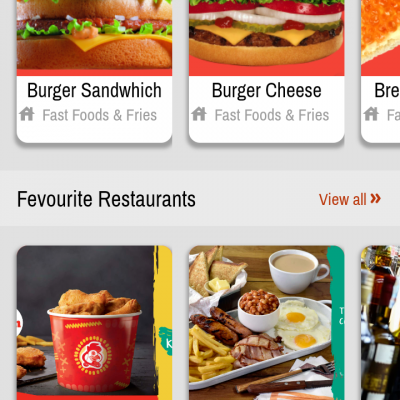 Burger Sandwhich
Burger Cheese
Bre
Fast Foods & Fries
Fast Foods & Fries
Fa
Fevourite Restaurants
View all »
K